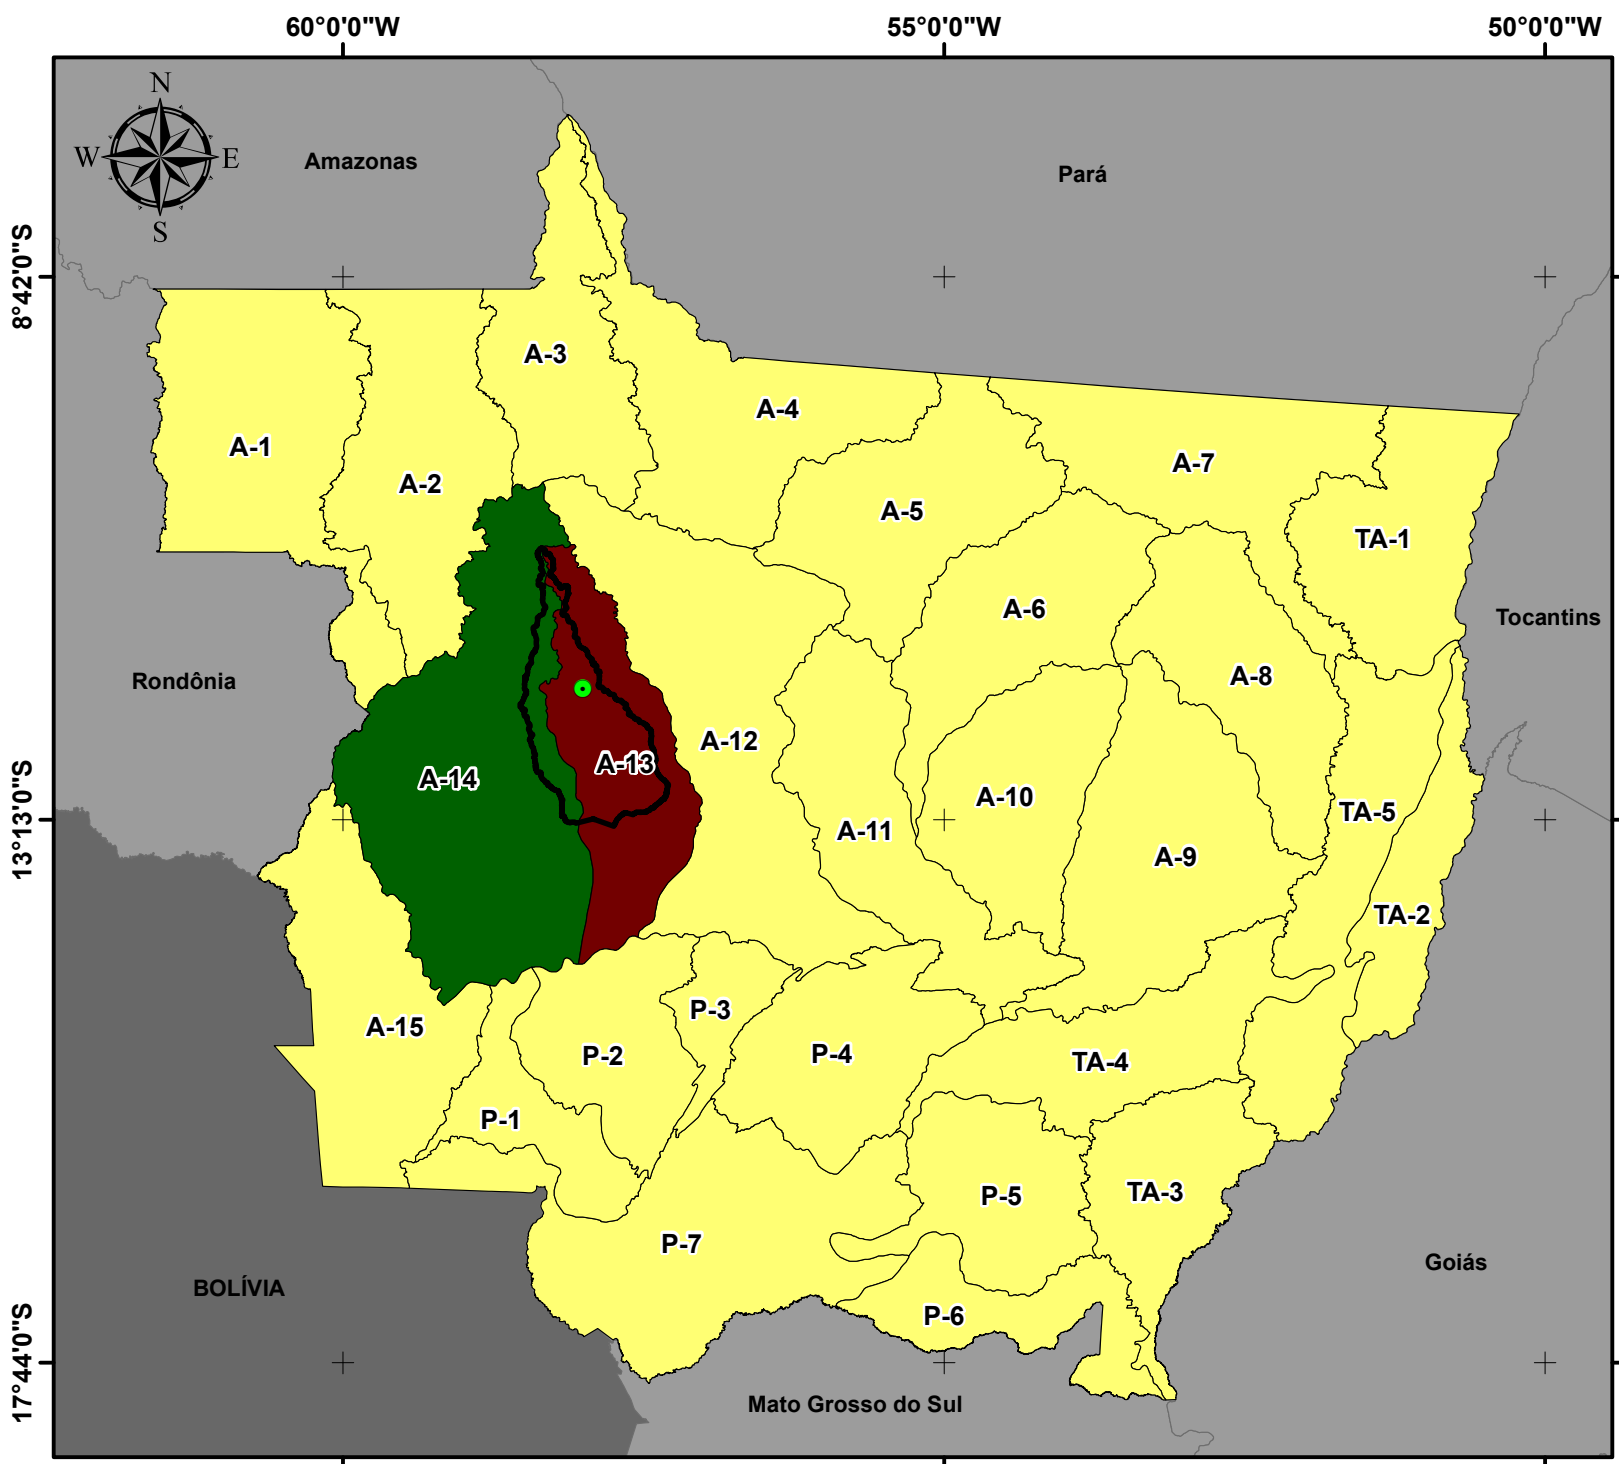 60°0'0"W
55°0'0"W
50°0'0"W
N
W
E
S
Amazonas
Pará
8°42'0"S
A-3
A-4
A-1
A-7
A-2
A-5
TA-1
A-6
Tocantins
Rondônia
A-8
A-12
A-13
A-14
A-10
13°13'0"S
TA-5
A-11
A-9
TA-2
P-3
A-15
P-2
P-4
TA-4
P-1
P-5
TA-3
P-7
Goiás
BOLÍVIA
P-6
17°44'0"S
Mato Grosso do Sul